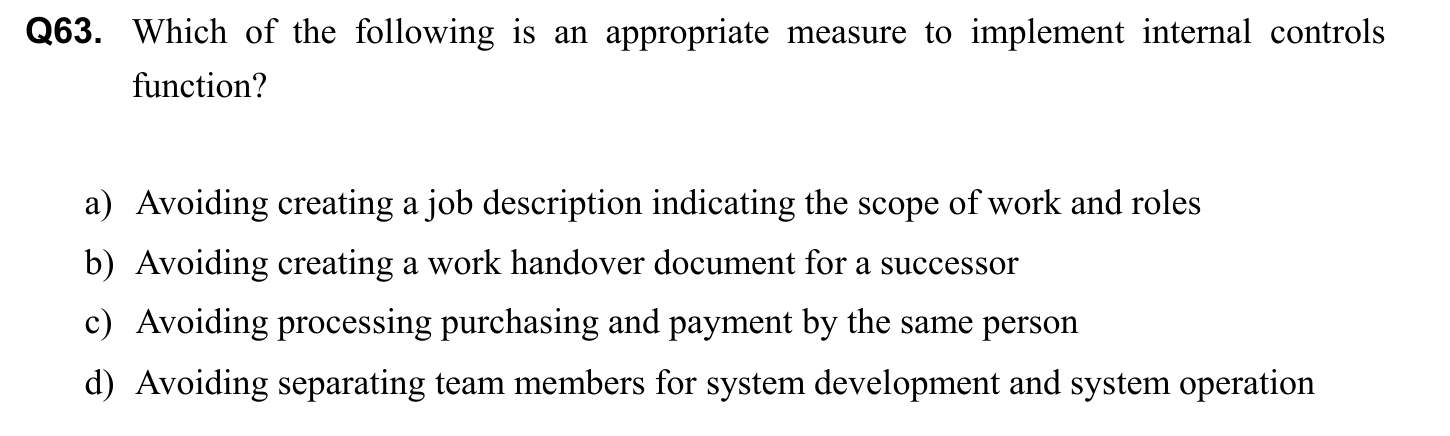 Q63. Which of the following is an appropriate measure to implement internal controls
function?
a) Avoiding creating a job description indicating the scope of work and roles
b) Avoiding creating a work handover document for a successor
c) Avoiding processing purchasing and payment by the same person
d) Avoiding separating team members for system development and system operation